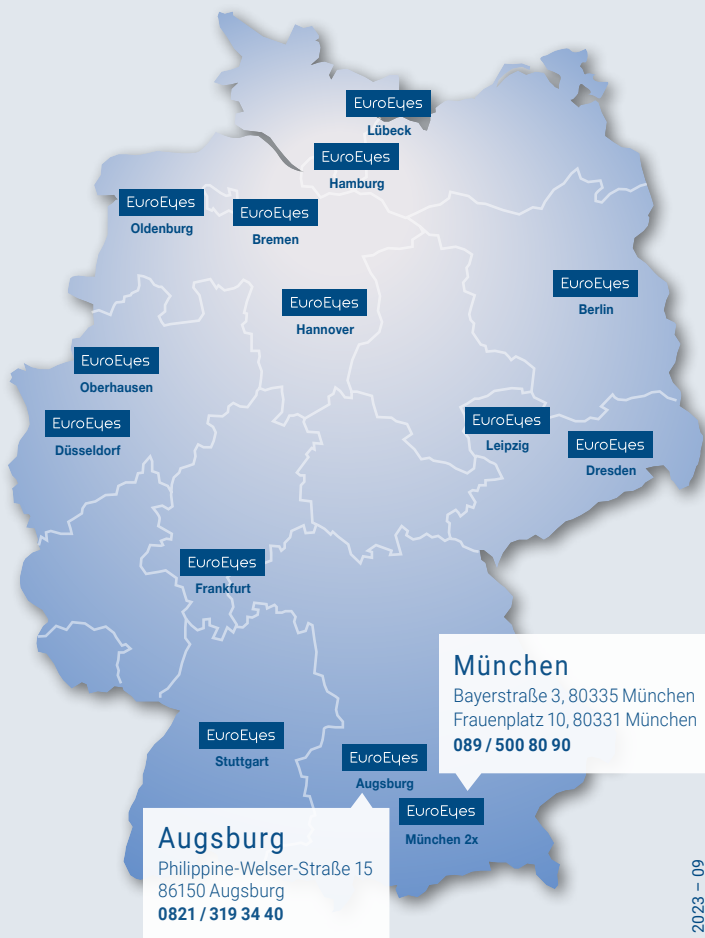 EuroEyes
Lübeck
EuroEyes
Hamburg
EuroEyes
Oldenburg
EuroEyes
Bremen
EuroEyes
Berlin
EuroEyes
Hannover
EuroEyes
Oberhausen
EuroEyes
Düsseldorf
EuroEyes
Leipzig
EuroEyes
Dresden
EuroEyes
Frankfurt
München
Bayerstraße 3, 80335 München
Frauenplatz 10, 80331 München
089 / 500 80 90
EuroEyes
Stuttgart
EuroEyes
Augsburg
EuroEyes
München 2x
Augsburg
Philippine-Welser-Straße 15
86150 Augsburg
0821 / 319 34 40
2023 – 09